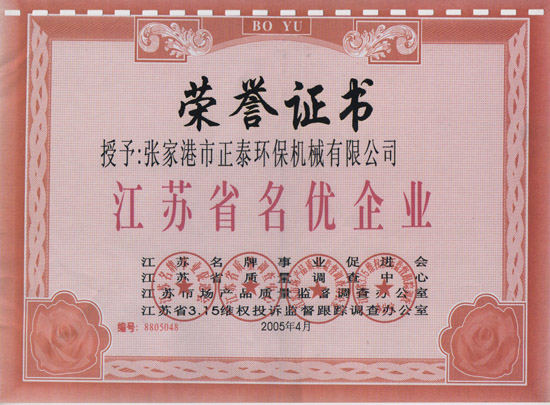 BO YU
荣誉证书
授予:张家港市正泰环保机械有限公司
江苏省名优企业
江苏名牌事业促进会
江苏省质量调查中心
江苏市场产品质量监督调查办公室
江苏省3.15维权投诉监督跟踪调查办公室
编号: 8805048
2005年4月